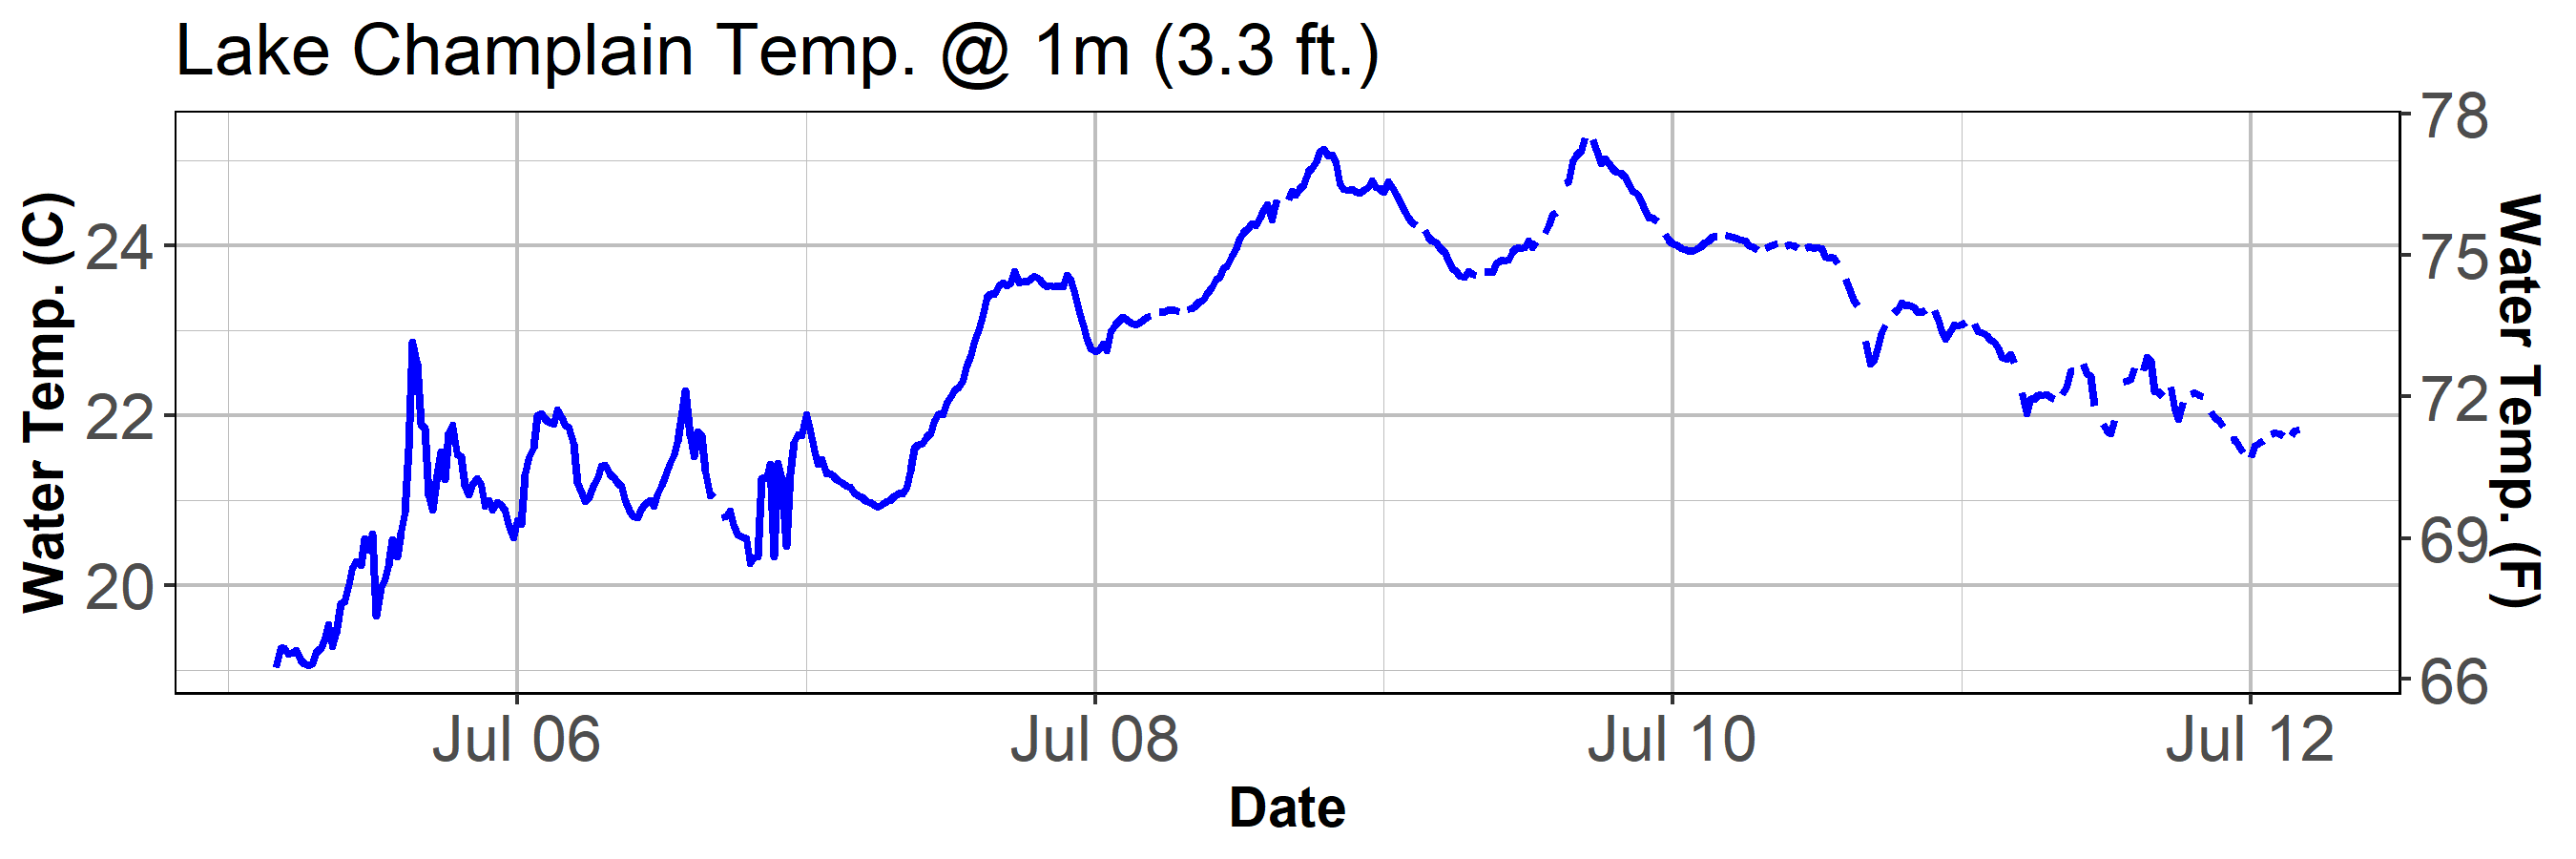 Lake Champlain Temp. @ 1m (3.3 ft.)
Water Temp. (C)
24
22
20
78
75
72
69
66
Water Temp. (F)
Jul 06 Jul 08 Jul 10 Jul 12
Date